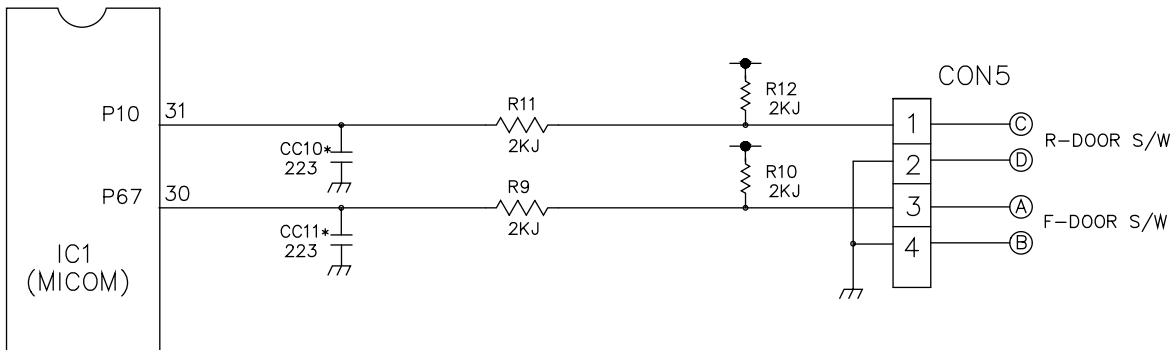 CON5
R12
2KJ
P10
31
R11
2KJ
1
C
R-DOOR S/W
CC10*
223
2
D
R10
2KJ
P67
30
R9
2KJ
3
A
F-DOOR S/W
CC11*
223
4
B
IC1
(MICOM)